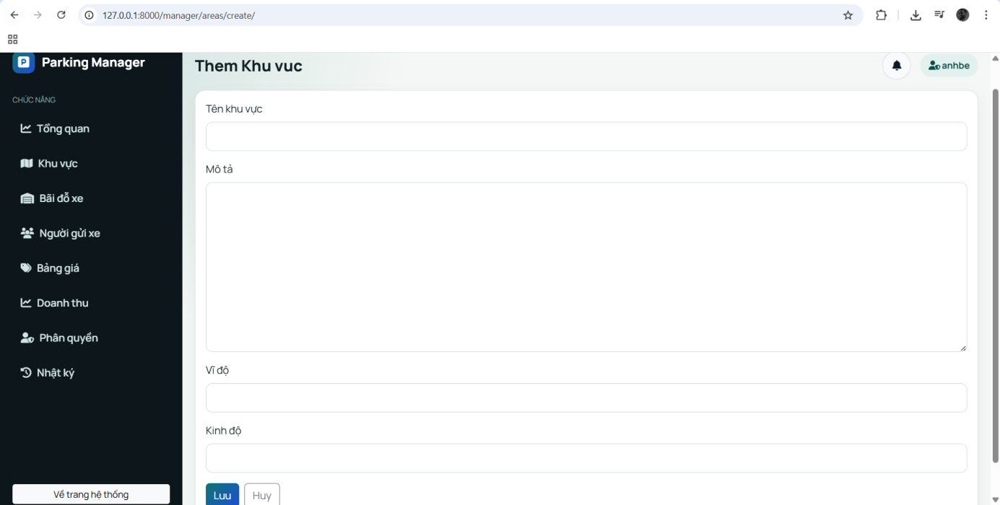 127.0.0.1:8000/manager/areas/create/
P
Parking Manager
CHỨC NĂNG
Tổng quan
Khu vực
Bãi đỗ xe
Người gửi xe
Bảng giá
Doanh thu
Phân quyền
Nhật ký
Về trang hệ thống
Them Khu vuc
anhbe
Tên khu vực
Mô tả
Vĩ độ
Kinh độ
Luu
Huy